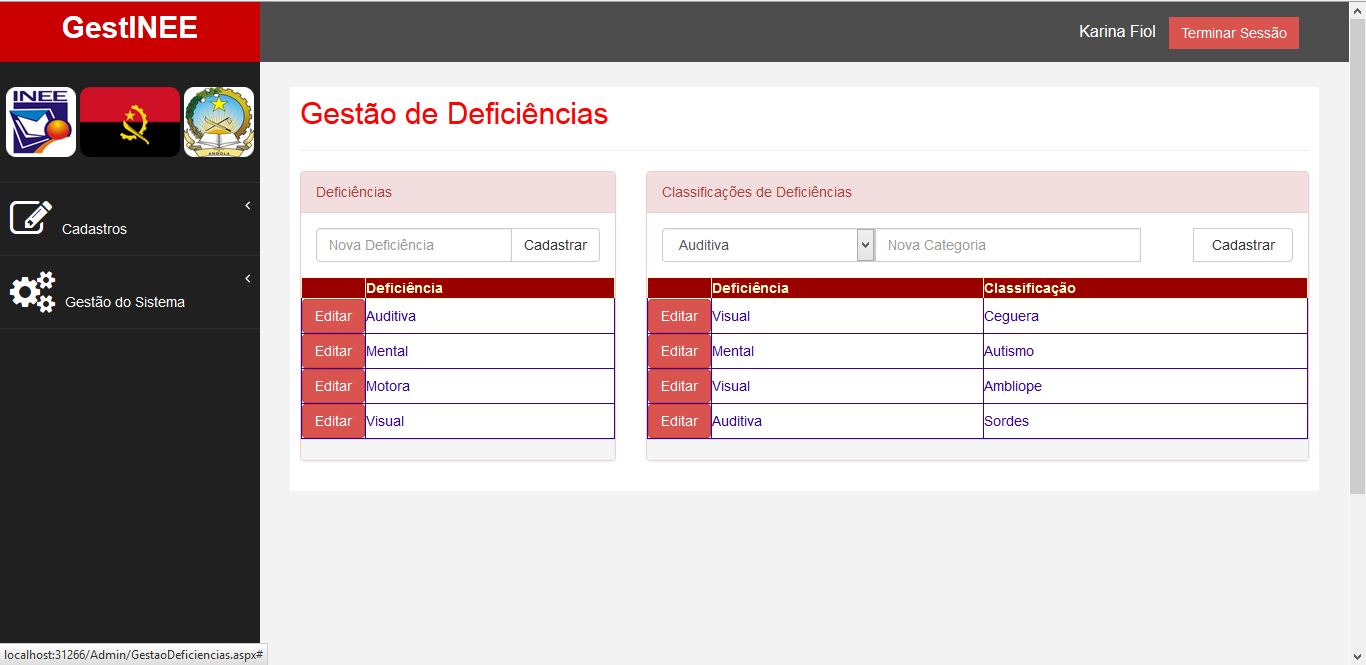 GestINEE
Karina Fiol Terminar Sessão
INEE
ANGOLA
Cadastros
Gestão do Sistema
Gestão de Deficiências
Deficiências
Nova Deficiência Cadastrar
Deficiência
Editar Auditiva
Editar Mental
Editar Motora
Editar Visual
Classificações de Deficiências
Auditiva Nova Categoria Cadastrar
Deficiência Classificação
Editar Visual Ceguera
Editar Mental Autismo
Editar Visual Ambliope
Editar Auditiva Sordes
localhost:31266/Admin/GestaoDeficiencias.aspx#